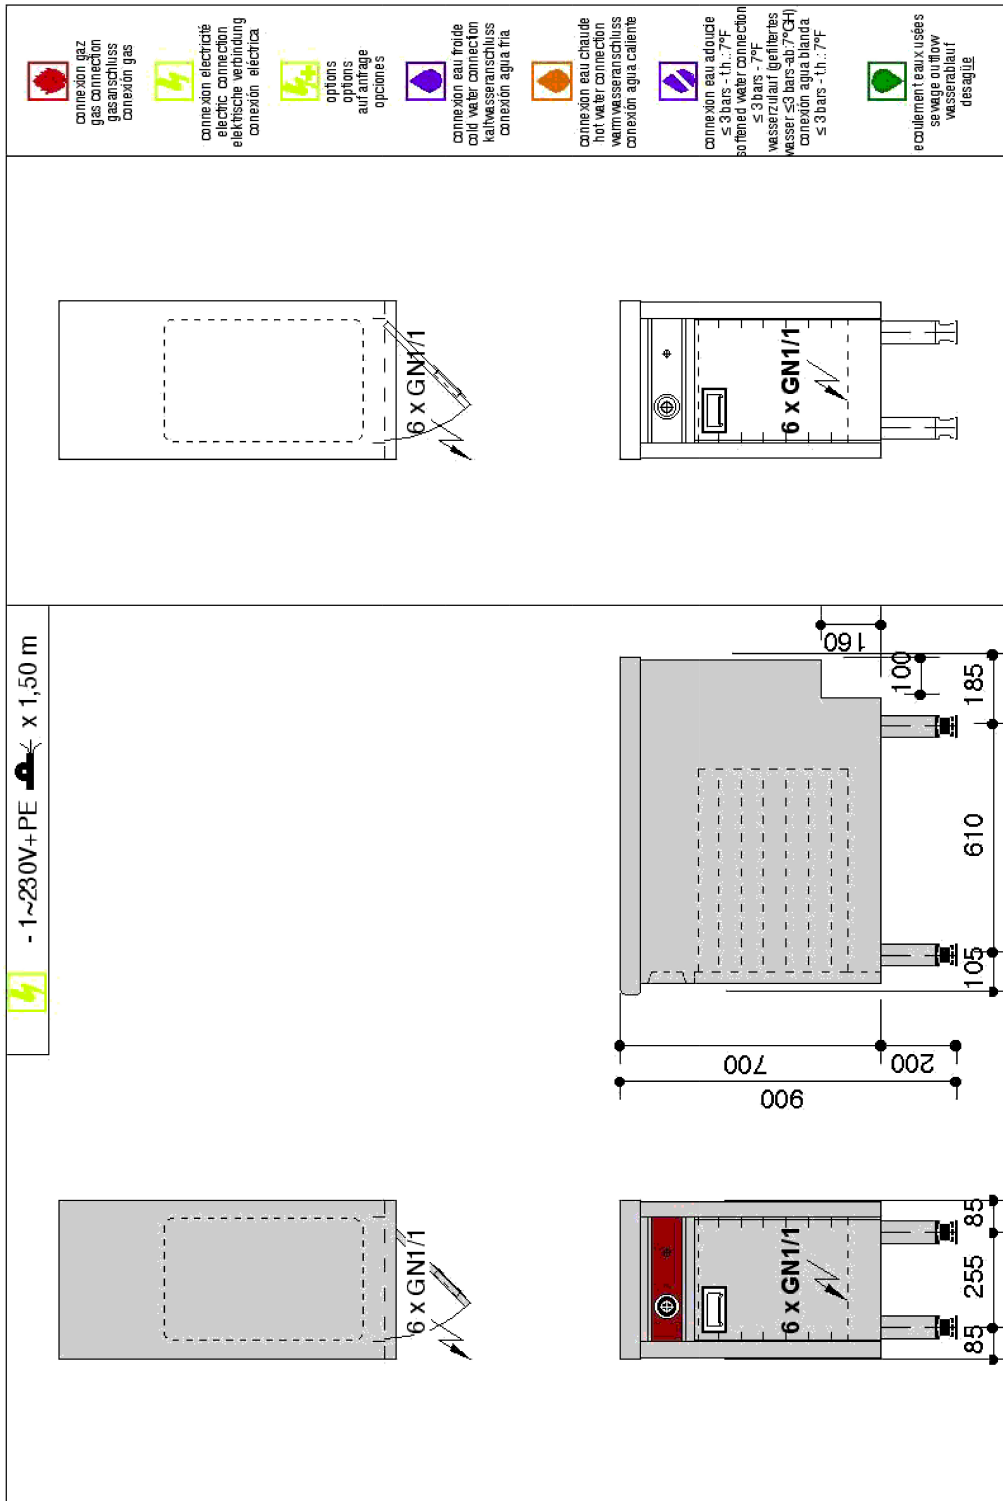 connexion gaz
gas connection
gasanschluss
conexión gas
connexion electricité
electric connection
elektrische verbindung
conexión eléctrica
options
options
auf anfrage
opciones
connexion eau froide
cold water connection
kaltwasseranschluss
conexión agua fria
connexion eau chaude
hot water connection
warmwasseranschluss
conexión agua caliente
connexion eau adoucie
≤ 3 bars - t.h.: 7°F
softened water connection
≤ 3 bars - 7°F
wasserzulauf (gefiltertes
wasser ≤3 bars-ab:7°GH)
conexión agua blanda
≤ 3 bars - t.h.: 7°F
ecoulement eaux usées
sewage outflow
wasserablauf
desagüe
6 x GN1/1
6 x GN1/1
- 1~230V+PE x 1,50 m
160
100
185
610
105
700
200
900
6 x GN1/1
6 x GN1/1
85
255
85